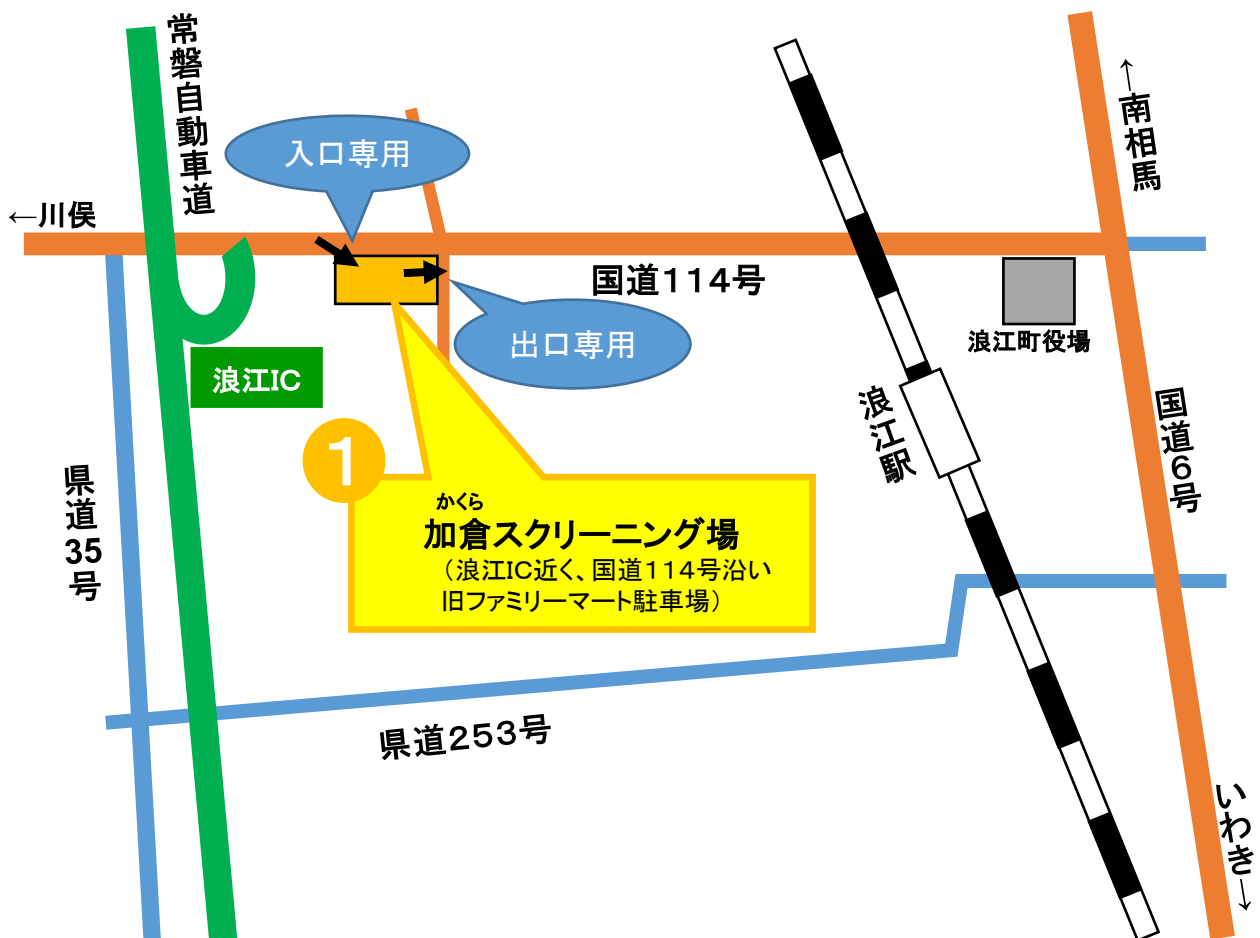 常磐自動車道
入口専用
←南相馬
←川俣
国道114号
出口専用
浪江町役場
浪江IC
浪江駅
国道6号
1
県道35号
かくら
加倉スクリーニング場
(浪江IC近く、国道114号沿い
旧ファミリーマート駐車場)
県道253号
いわき→